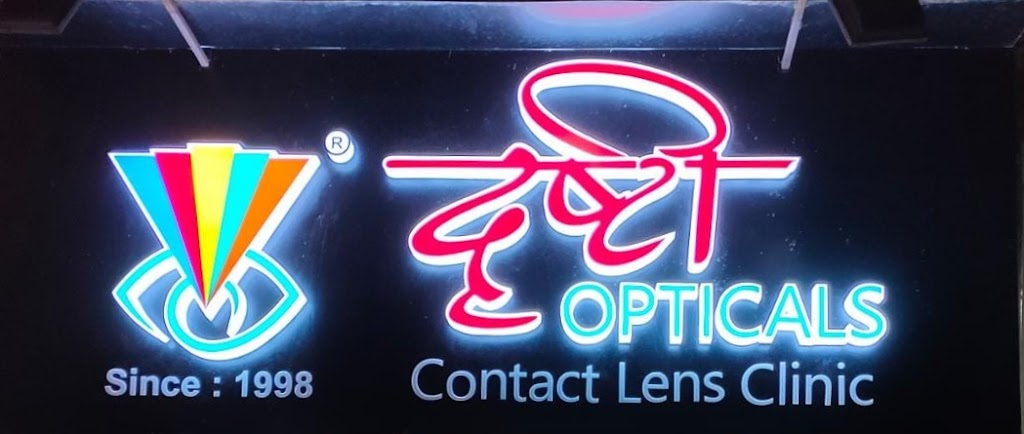 ®
दृष्टी
OPTICALS
Since : 1998
Contact Lens Clinic